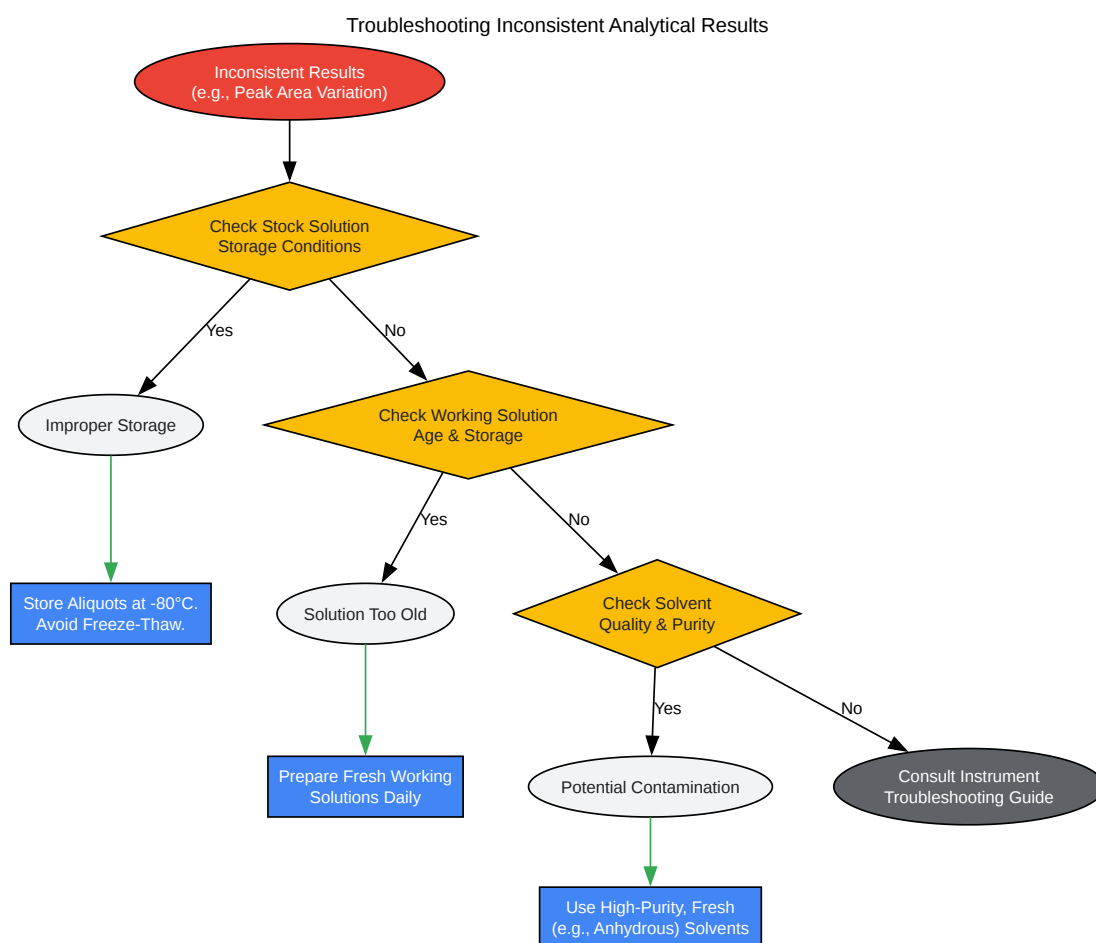 Troubleshooting Inconsistent Analytical Results
Inconsistent Results
(e.g., Peak Area Variation)
Check Stock Solution
Storage Conditions
Yes
No
Improper Storage
Check Working Solution
Age & Storage
Yes
No
Store Aliquots at -80°C.
Avoid Freeze-Thaw.
Solution Too Old
Check Solvent
Quality & Purity
Yes
No
Prepare Fresh Working
Solutions Daily
Potential Contamination
Consult Instrument
Troubleshooting Guide
Use High-Purity, Fresh
(e.g., Anhydrous) Solvents